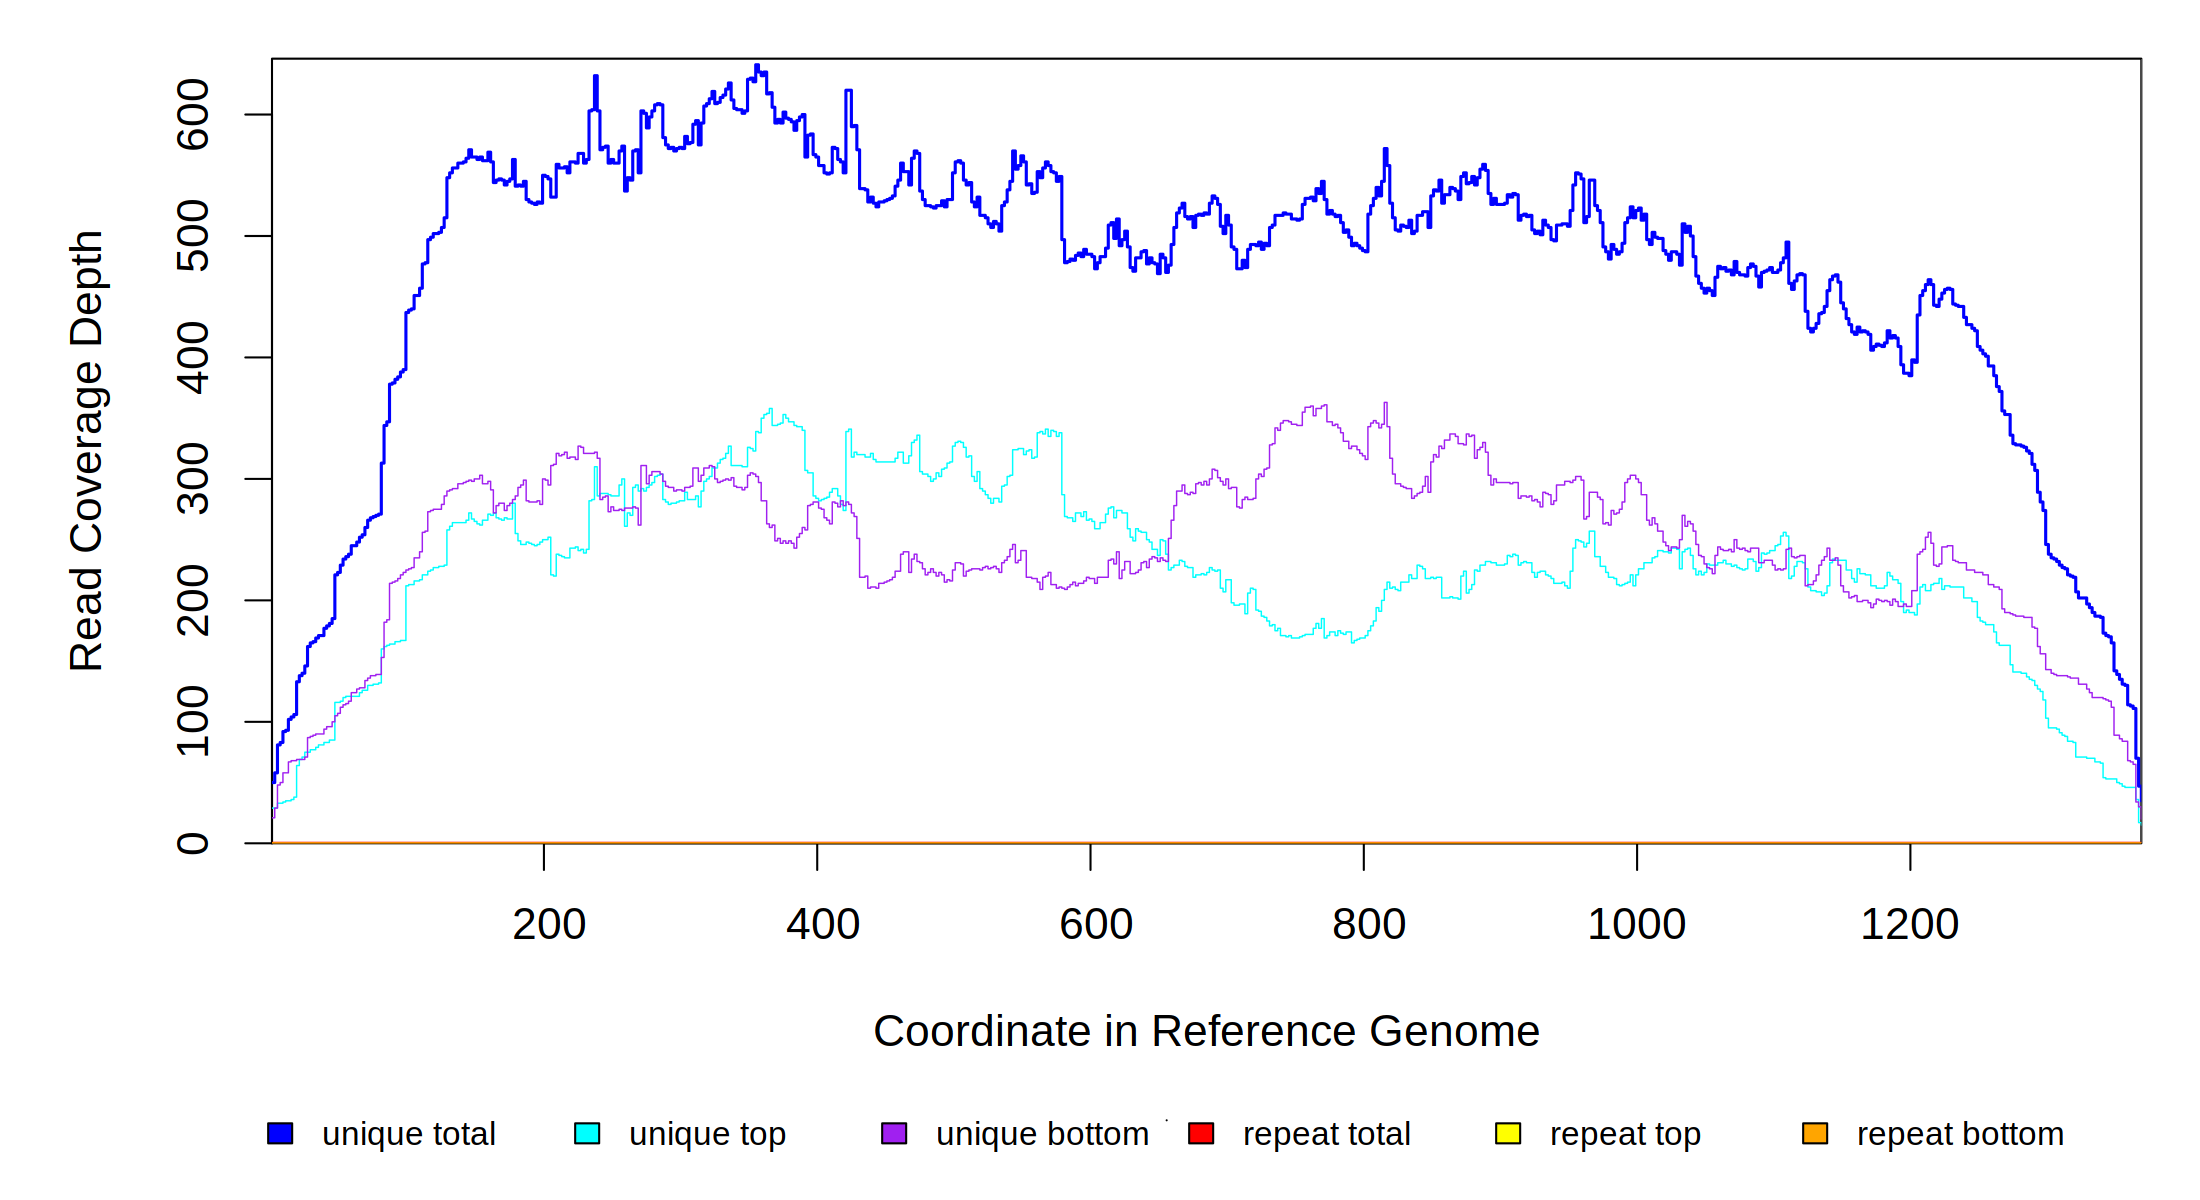 Read Coverage Depth
600
500
400
300
200
100
0
200 400 600 800 1000 1200
Coordinate in Reference Genome
unique total unique top unique bottom repeat total repeat top repeat bottom